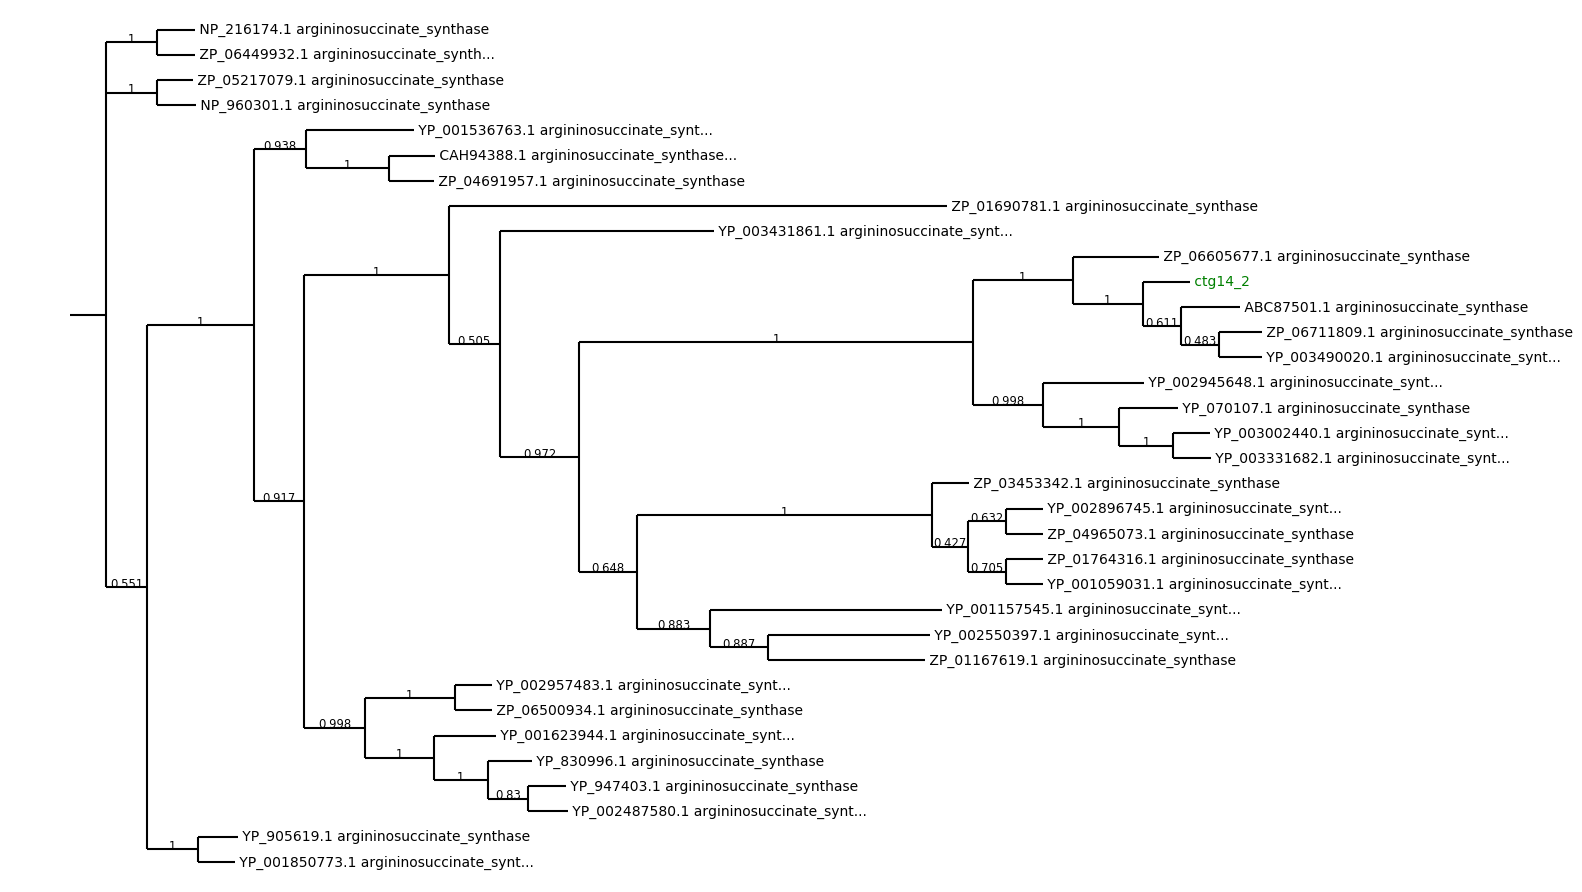 NP_216174.1 argininosuccinate_synthase
1
ZP_06449932.1 argininosuccinate_synth...
ZP_05217079.1 argininosuccinate_synthase
1
NP_960301.1 argininosuccinate_synthase
YP_001536763.1 argininosuccinate_synt...
0.938
CAH94388.1 argininosuccinate_synthase...
1
ZP_04691957.1 argininosuccinate_synthase
ZP_01690781.1 argininosuccinate_synthase
YP_003431861.1 argininosuccinate_synt...
ZP_06605677.1 argininosuccinate_synthase
1
1
ctg14_2
1
ABC87501.1 argininosuccinate_synthase
1
0.611
ZP_06711809.1 argininosuccinate_synthase
0.505
1
0.483
YP_003490020.1 argininosuccinate_synt...
YP_002945648.1 argininosuccinate_synt...
0.998
YP_070107.1 argininosuccinate_synthase
1
YP_003002440.1 argininosuccinate_synt...
1
0.972
YP_003331682.1 argininosuccinate_synt...
ZP_03453342.1 argininosuccinate_synthase
0.917
YP_002896745.1 argininosuccinate_synt...
1
0.632
ZP_04965073.1 argininosuccinate_synthase
0.427
ZP_01764316.1 argininosuccinate_synthase
0.648
0.705
0.551
YP_001059031.1 argininosuccinate_synt...
YP_001157545.1 argininosuccinate_synt...
0.883
YP_002550397.1 argininosuccinate_synt...
0.887
ZP_01167619.1 argininosuccinate_synthase
YP_002957483.1 argininosuccinate_synt...
1
ZP_06500934.1 argininosuccinate_synthase
0.998
YP_001623944.1 argininosuccinate_synt...
1
YP_830996.1 argininosuccinate_synthase
1
YP_947403.1 argininosuccinate_synthase
0.83
YP_002487580.1 argininosuccinate_synt...
YP_905619.1 argininosuccinate_synthase
1
YP_001850773.1 argininosuccinate_synt...